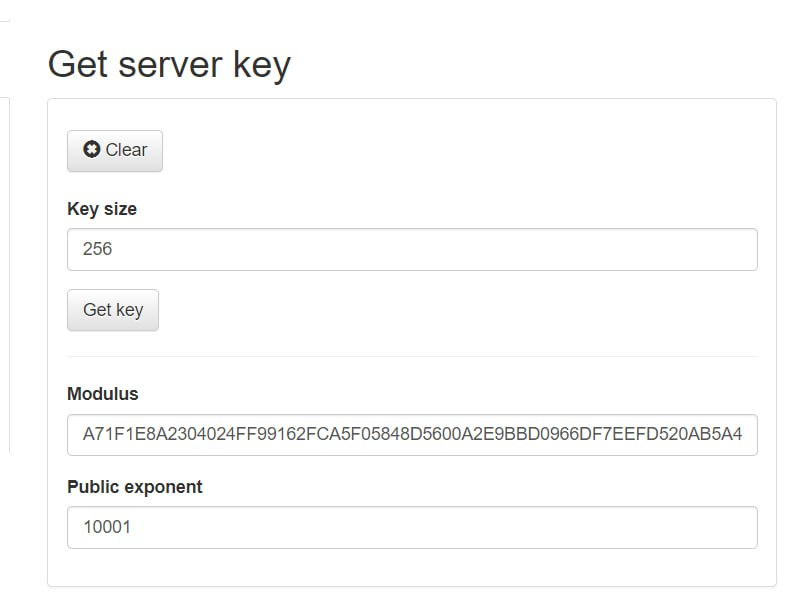 Get server key
Clear
Key size
256
Get key
Modulus
A71F1E8A2304024FF99162FCA5F05848D5600A2E9BBD0966DF7EEFD520AB5A4
Public exponent
10001